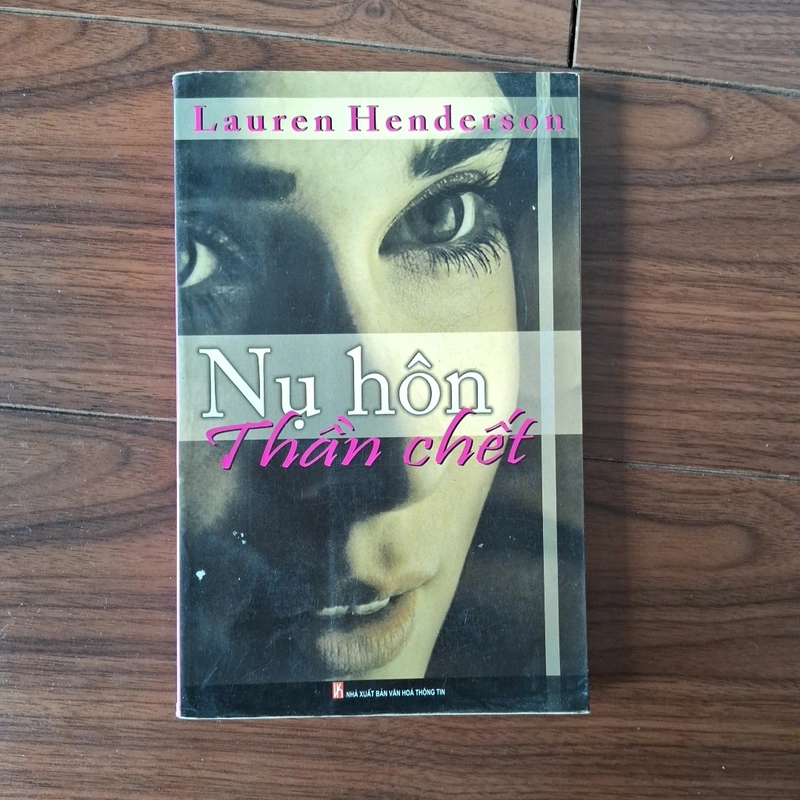 Lauren Henderson
Nụ hôn
Thần chết
NHÀ XUẤT BẢN VĂN HOÁ THÔNG TIN